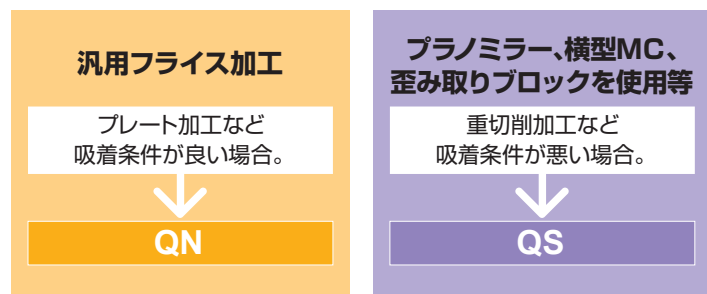 汎用フライス加工
プレート加工など
吸着条件が良い場合。
QN
プラノミラー、横型MC、
歪み取りブロックを使用等
重切削加工など
吸着条件が悪い場合。
QS